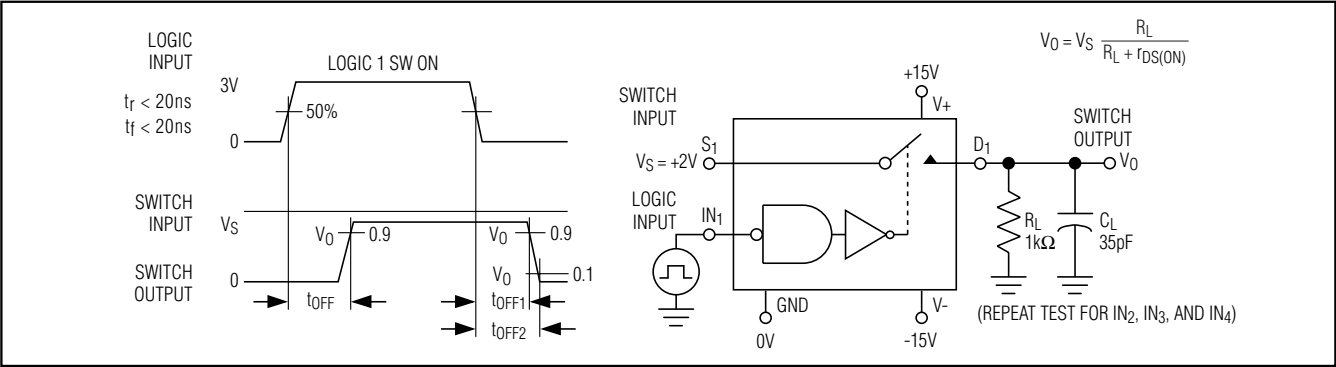 LOGIC
INPUT
tr < 20ns
tf < 20ns
3V
0
LOGIC 1 SW ON
50%
SWITCH
INPUT
VS
SWITCH
OUTPUT
0
VO
0.9
VO
0.9
VO
0.1
tOFF
tOFF1
tOFF2
VO = VS RL
RL + rDS(ON)
SWITCH
INPUT
+15V
V+
S1
VS = +2V
D1
SWITCH
OUTPUT
VO
LOGIC
INPUT
IN1
RL
1kΩ
CL
35pF
GND
0V
V-
-15V
(REPEAT TEST FOR IN2, IN3, AND IN4)